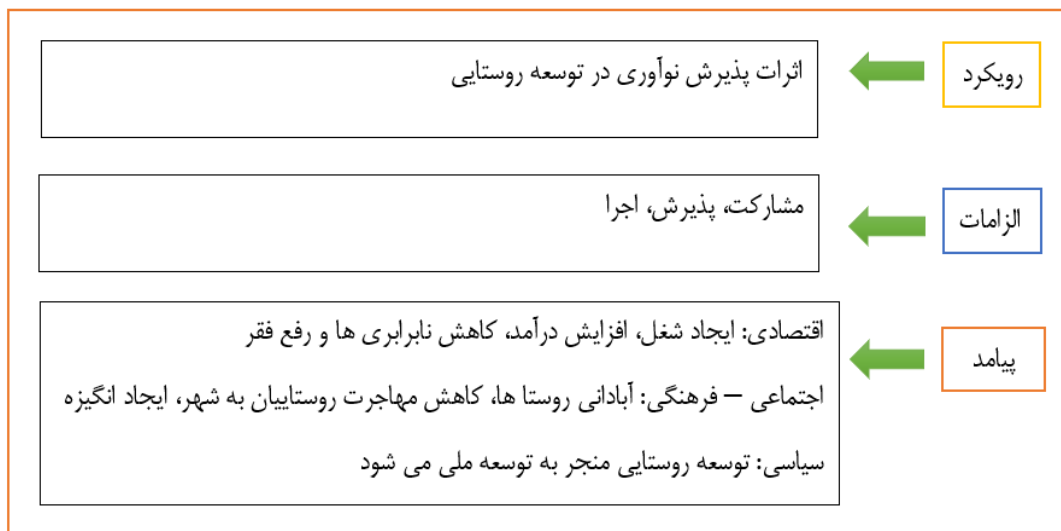 رویکرد
اثرات پذیرش نوآوری در توسعه روستایی
الزامات
مشارکت، پذیرش، اجرا
پیامد
اقتصادی: ایجاد شغل، افزایش درآمد، کاهش نابرابری ها و رفع فقر
اجتماعی – فرهنگی: آبادانی روستا ها، کاهش مهاجرت روستاییان به شهر، ایجاد انگیزه
سیاسی: توسعه روستایی منجر به توسعه ملی می شود